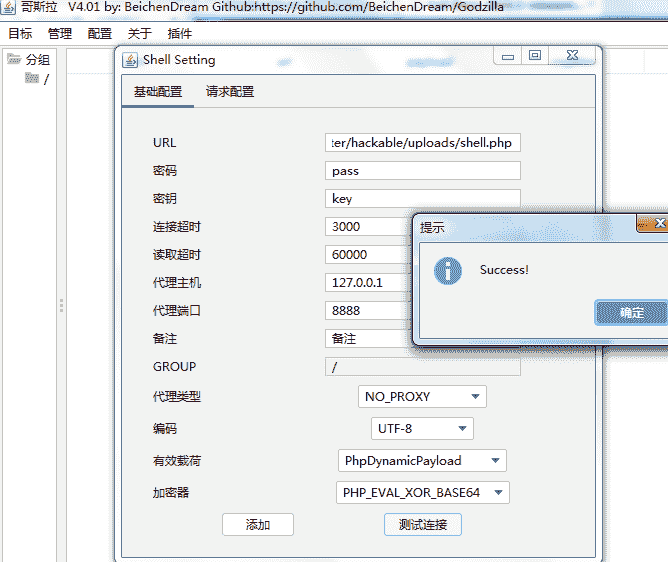 哥斯拉 V4.01 by: BeichenDream Github:https://github.com/BeichenDream/Godzilla
目标 管理 配置 关于 插件
分组
/
Shell Setting
基础配置 请求配置
URL ter/hackable/uploads/shell.php
密码 pass
密钥 key
连接超时 3000
读取超时 60000
代理主机 127.0.0.1
代理端口 8888
备注 备注
GROUP /
代理类型 NO_PROXY
编码 UTF-8
有效载荷 PhpDynamicPayload
加密器 PHP_EVAL_XOR_BASE64
添加 测试连接
提示
Success!
确定